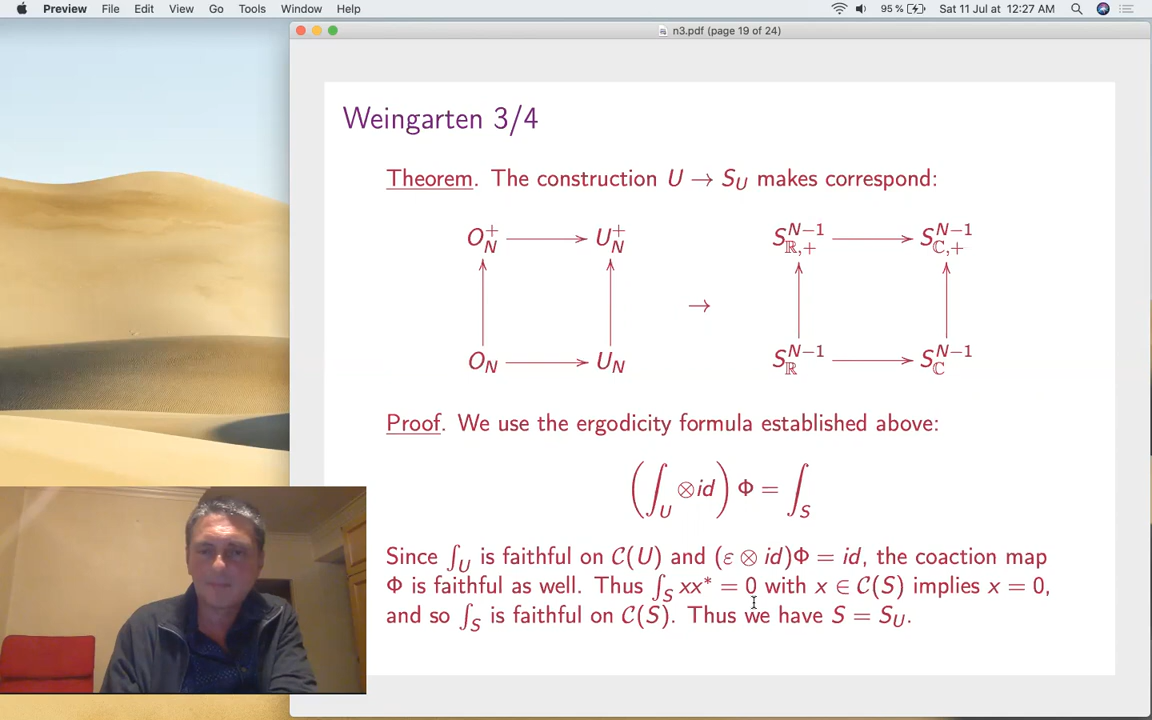 Preview File Edit View Go Tools Window Help 95 % Sat 11 Jul at 12:27 AM
n3.pdf (page 19 of 24)
Weingarten 3/4
Theorem. The construction U → S_U makes correspond:
O_N^+ → U_N^+ S_{ℝ,+}^{N−1} → S_{ℂ,+}^{N−1}
→
O_N → U_N S_ℝ^{N−1} → S_ℂ^{N−1}
Proof. We use the ergodicity formula established above:
(∫_U ⊗id) Φ = ∫_S
Since ∫_U is faithful on C(U) and (ε ⊗ id)Φ = id, the coaction map
Φ is faithful as well. Thus ∫_S xx* = 0 with x ∈ C(S) implies x = 0,
and so ∫_S is faithful on C(S). Thus we have S = S_U.